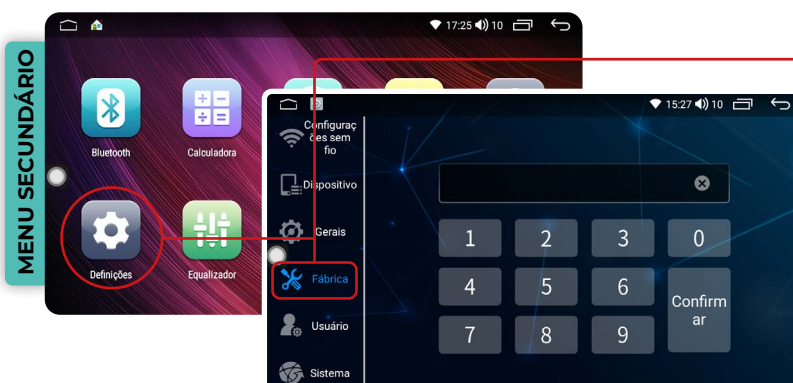 MENU SECUNDÁRIO
17:25 10
Bluetooth
Calculadora
Definições
Equalizador
15:27 10
Configuraç
ões sem
fio
Dispositivo
Gerais
Fábrica
Usuário
Sistema
1 2 3 0
4 5 6
Confirm
ar
7 8 9